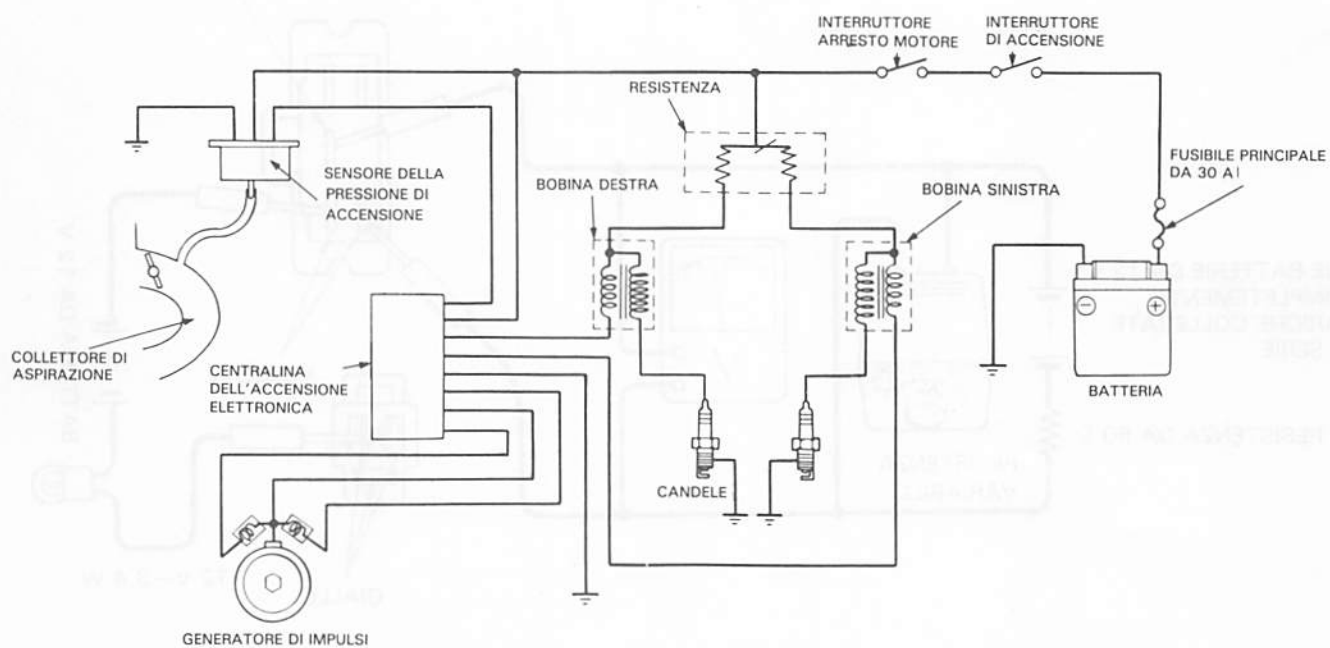 INTERRUTTORE
ARRESTO MOTORE
INTERRUTTORE
DI ACCENSIONE
RESISTENZA
FUSIBILE PRINCIPALE
DA 30 A
SENSORE DELLA
PRESSIONE DI
ACCENSIONE
BOBINA DESTRA
BOBINA SINISTRA
COLLETTORE DI
ASPIRAZIONE
CENTRALINA
DELL'ACCENSIONE
ELETTRONICA
− +
BATTERIA
CANDELE
GENERATORE DI IMPULSI